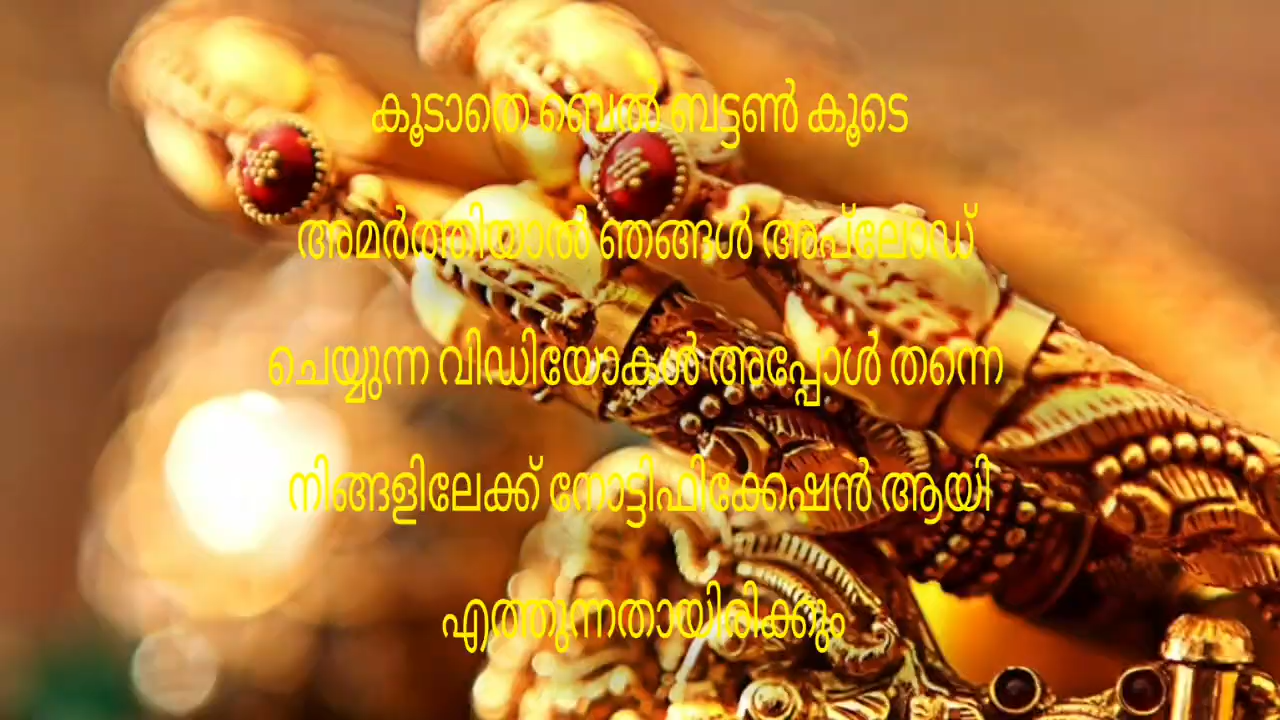 കൂടാതെ ബെൽ ബട്ടൺ കൂടെ
അമർത്തിയാൽ ഞങ്ങൾ അപ്ലോഡ്
ചെയ്യുന്ന വിഡിയോകൾ അപ്പോൾ തന്നെ
നിങ്ങളിലേക്ക് നോട്ടിഫിക്കേഷൻ ആയി
എത്തുന്നതായിരിക്കും